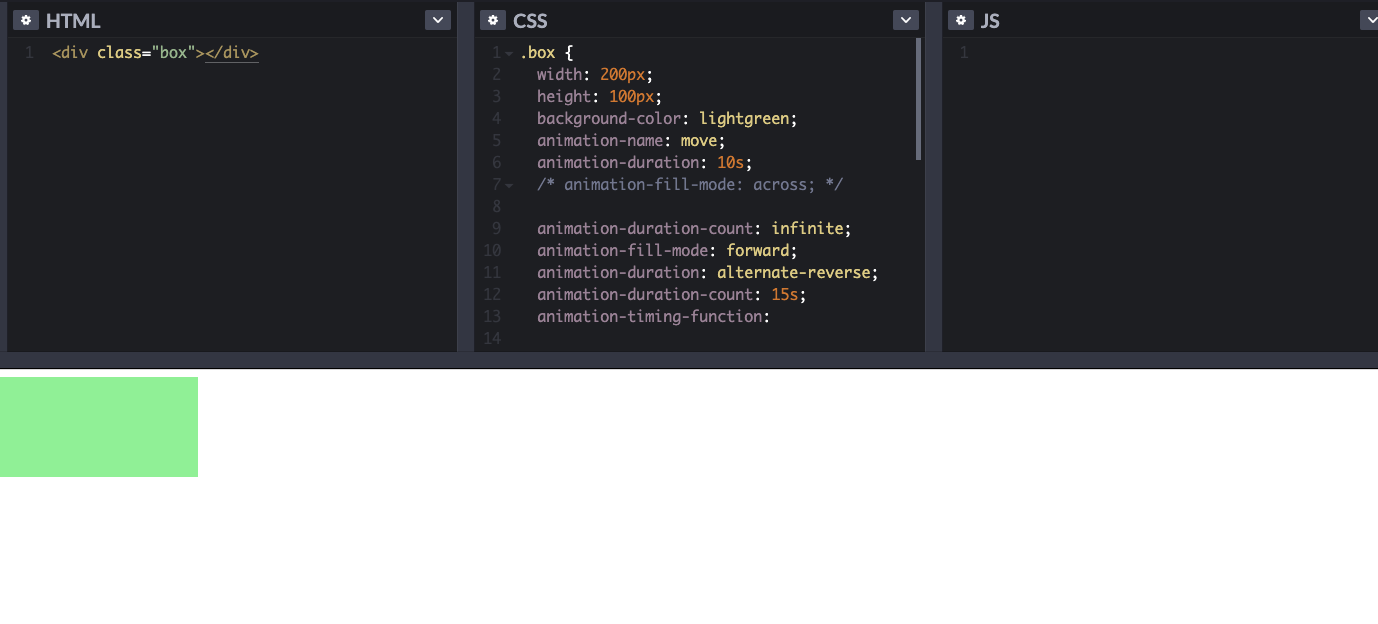 HTML
1 <div class="box"></div>
CSS
1 .box {
2 width: 200px;
3 height: 100px;
4 background-color: lightgreen;
5 animation-name: move;
6 animation-duration: 10s;
7 /* animation-fill-mode: across; */
8
9 animation-duration-count: infinite;
10 animation-fill-mode: forward;
11 animation-duration: alternate-reverse;
12 animation-duration-count: 15s;
13 animation-timing-function:
14
JS
1